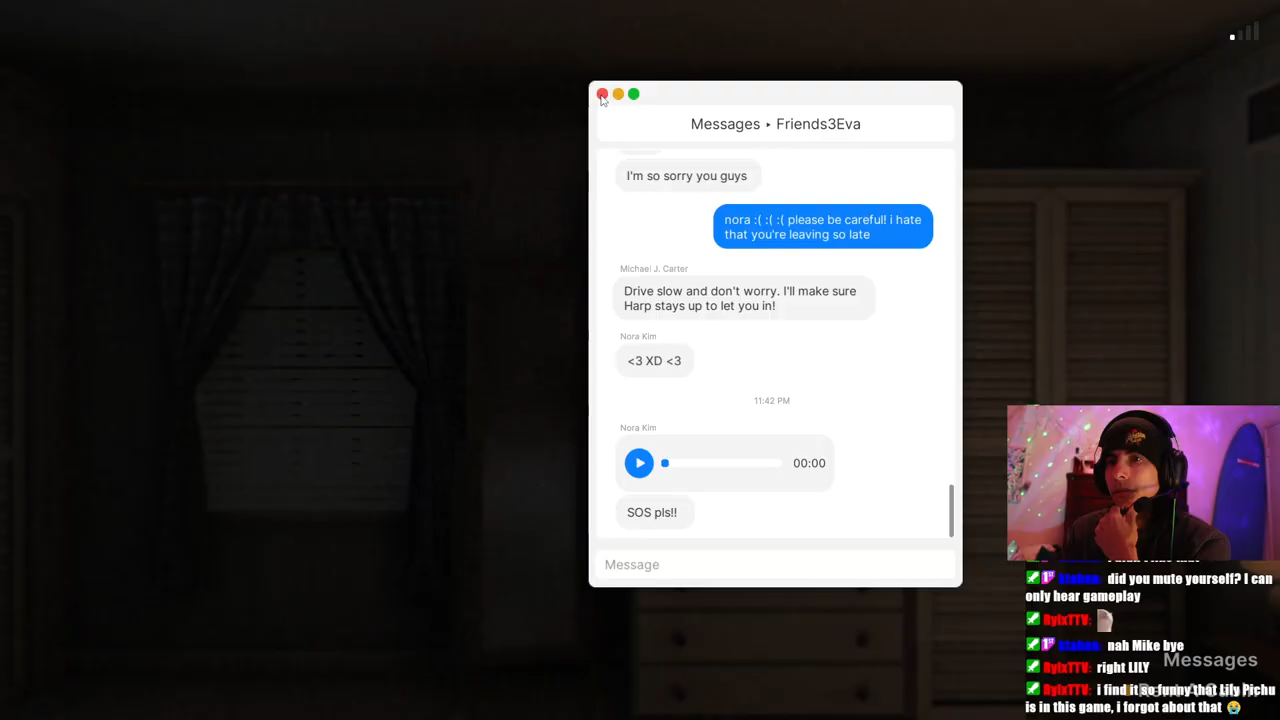 Messages ▸ Friends3Eva
I'm so sorry you guys
nora :( :( :( please be careful! i hate
that you're leaving so late
Michael J. Carter
Drive slow and don't worry. I'll make sure
Harp stays up to let you in!
Nora Kim
<3 XD <3
11:42 PM
Nora Kim
00:00
SOS pls!!
Message
did you mute yourself? I can
only hear gameplay
RylxTTV:
nah Mike bye
RylxTTV: right LILY
Messages
RylxTTV: i find it so funny that Lily Pichu
is in this game, i forgot about that